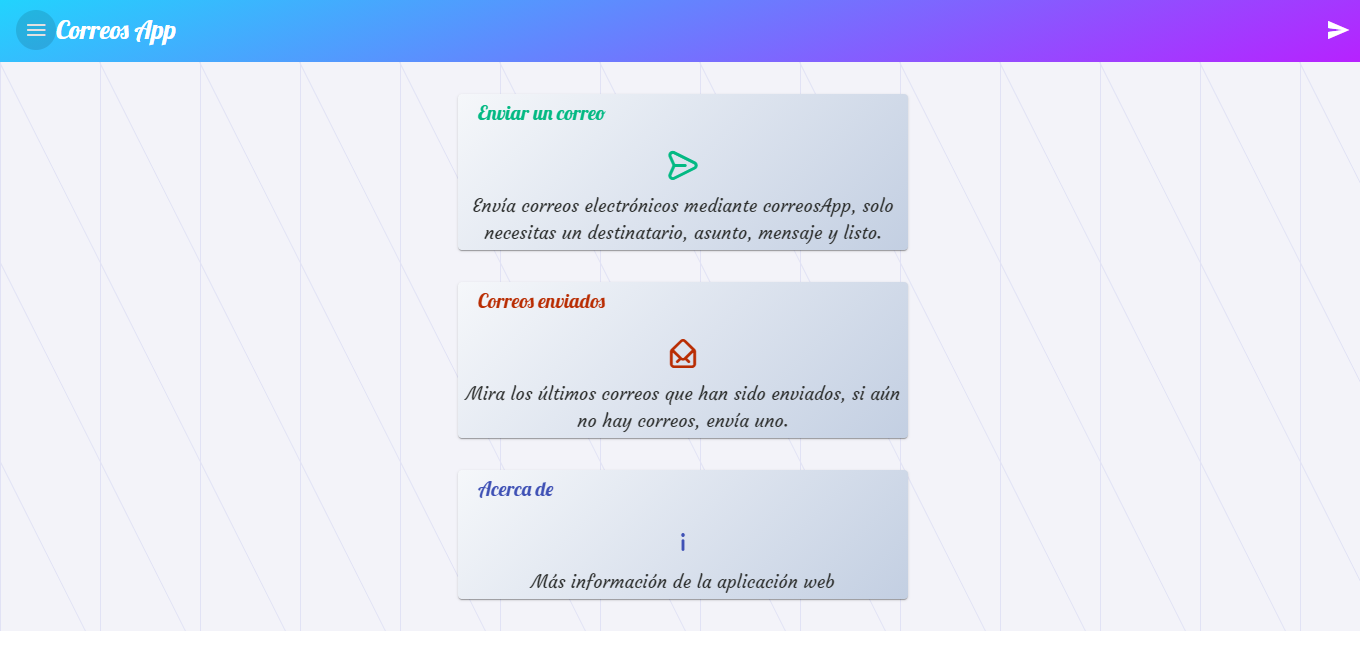 Correos App
Enviar un correo
Envía correos electrónicos mediante correosApp, solo
necesitas un destinatario, asunto, mensaje y listo.
Correos enviados
Mira los últimos correos que han sido enviados, si aún
no hay correos, envía uno.
Acerca de
Más información de la aplicación web